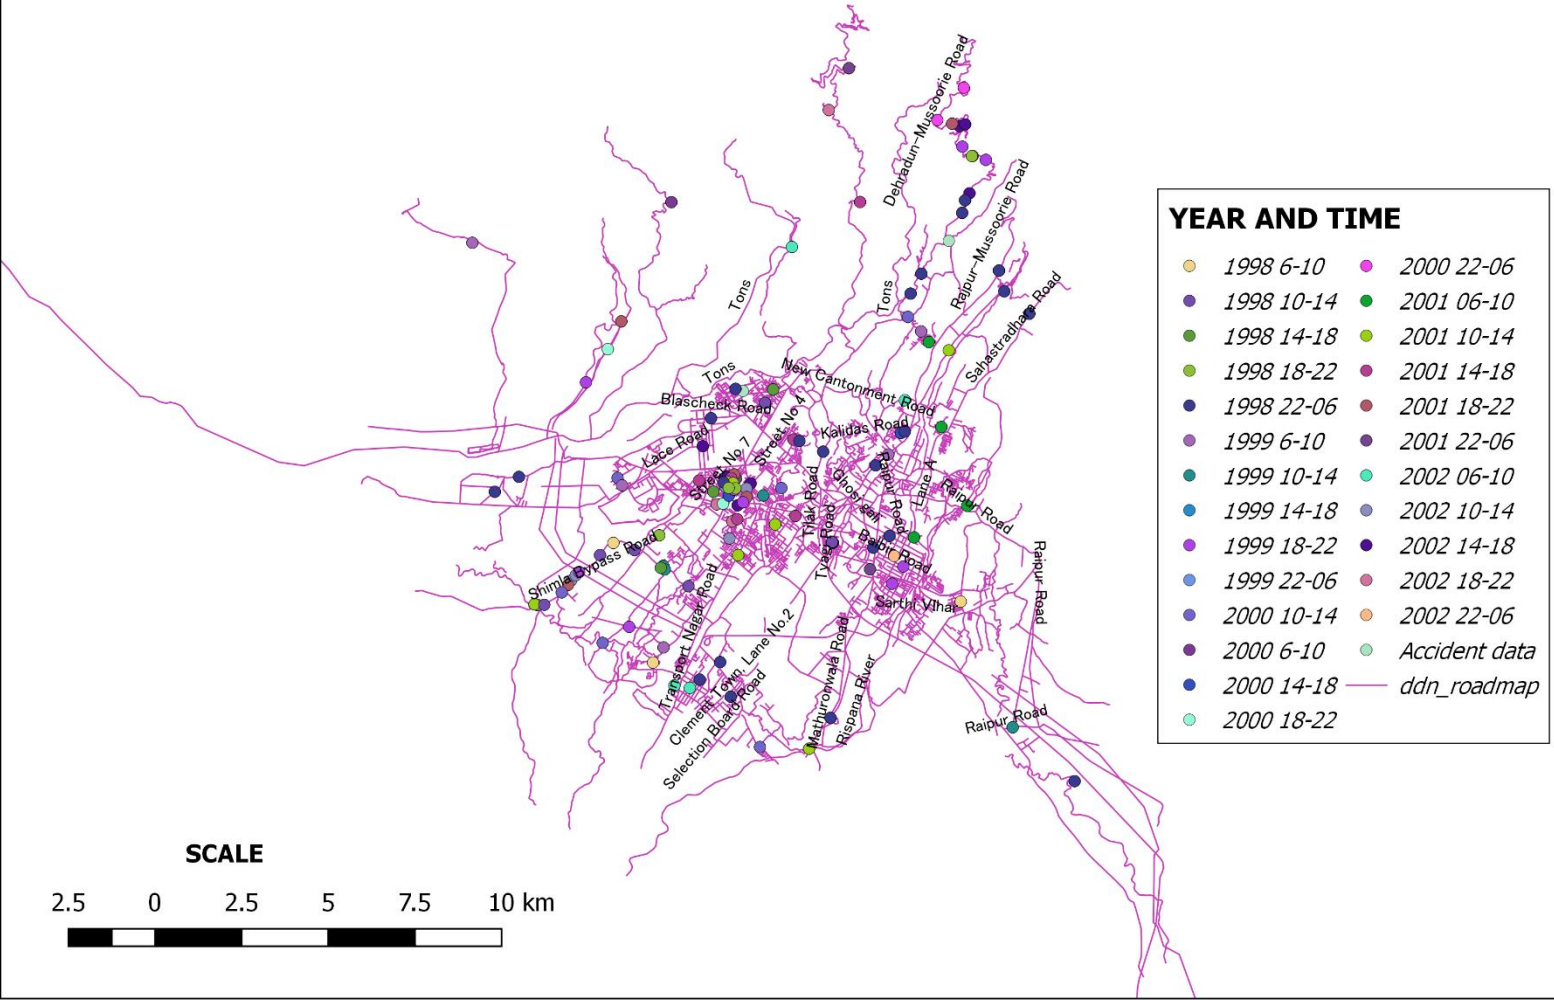 Dehradun-Mussoorie Road
Rajpur-Mussoorie Road
Sahastradhara Road
Tons
Tons
Tons
New Cantonment Road
Blascheck Road
Street No 4
Kalidas Road
Lace Road
Street No 7
Tilak Road
Ghosi gali
Raipur Road
Lane A
Raipur Road
Tyagi Road
Balbir Road
Shimla Bypass Road
Sarthi VIhar
Raipur Road
Transport Nagar Road
Clement Town, Lane No.2
Selection Board Road
Mathuronwala Road
Rispana River
Raipur Road
YEAR AND TIME
1998 6-10
1998 10-14
1998 14-18
1998 18-22
1998 22-06
1999 6-10
1999 10-14
1999 14-18
1999 18-22
1999 22-06
2000 10-14
2000 6-10
2000 14-18
2000 18-22
2000 22-06
2001 06-10
2001 10-14
2001 14-18
2001 18-22
2001 22-06
2002 06-10
2002 10-14
2002 14-18
2002 18-22
2002 22-06
Accident data
ddn_roadmap
SCALE
2.5 0 2.5 5 7.5 10 km